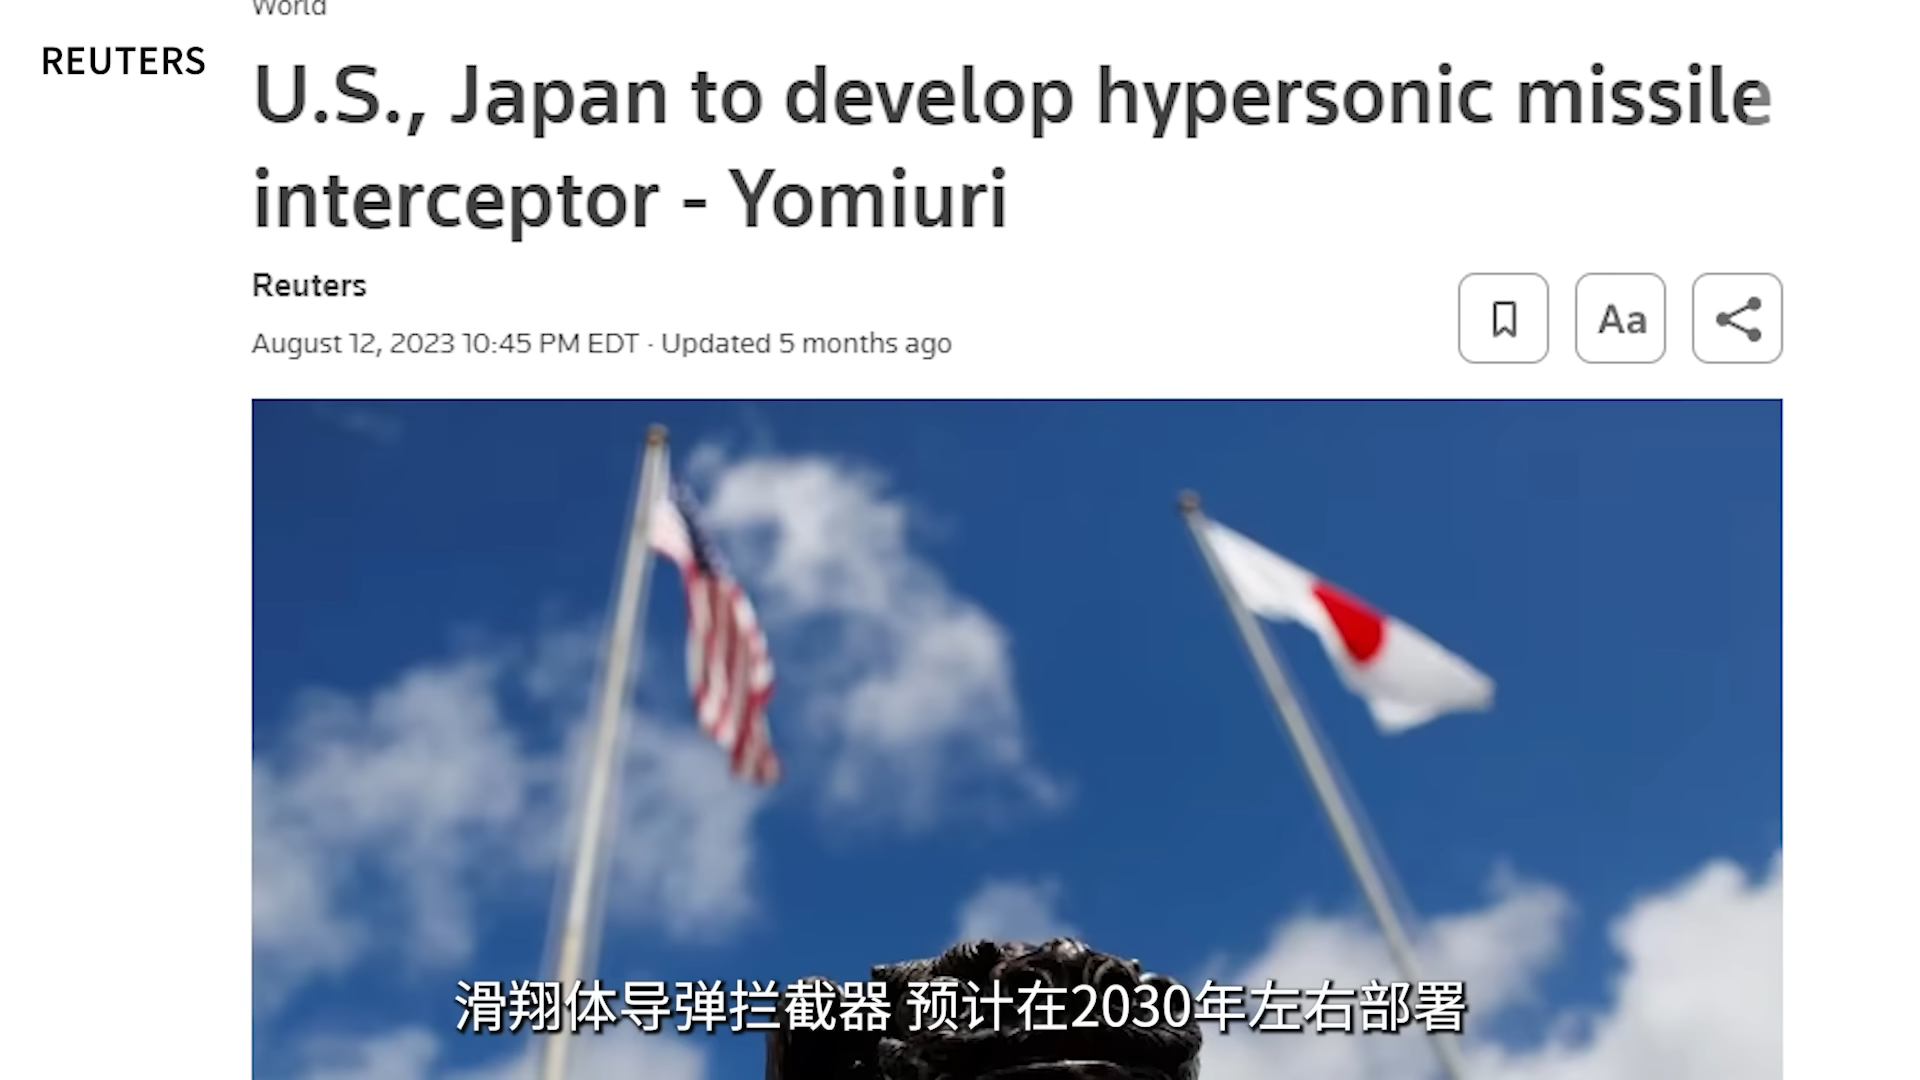 World
REUTERS
U.S., Japan to develop hypersonic missile
interceptor - Yomiuri
Reuters
August 12, 2023 10:45 PM EDT · Updated 5 months ago
Aa
滑翔体导弹拦截器 预计在2030年左右部署